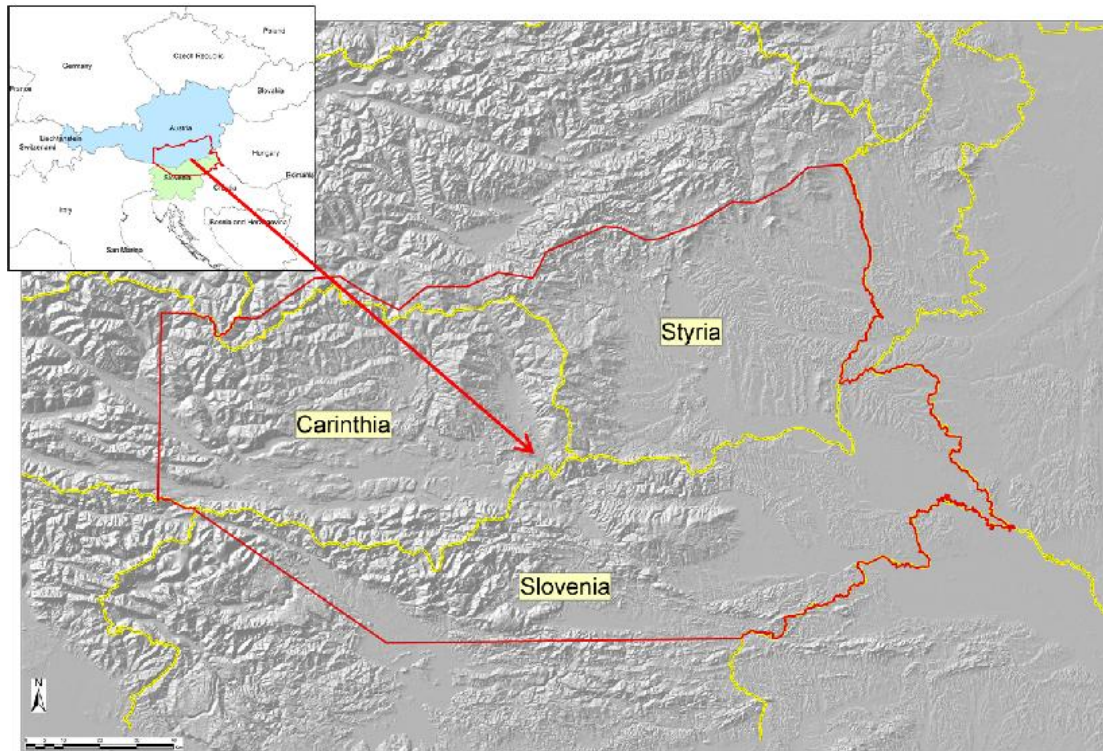 Poland
Czech Republic
Germany
Slovakia
France
Austria
Liechtenstein
Switzerland
Hungary
Romania
Slovenia
Croatia
Italy
Bosnia and Herzegovina
San Marino
Styria
Carinthia
Slovenia
N